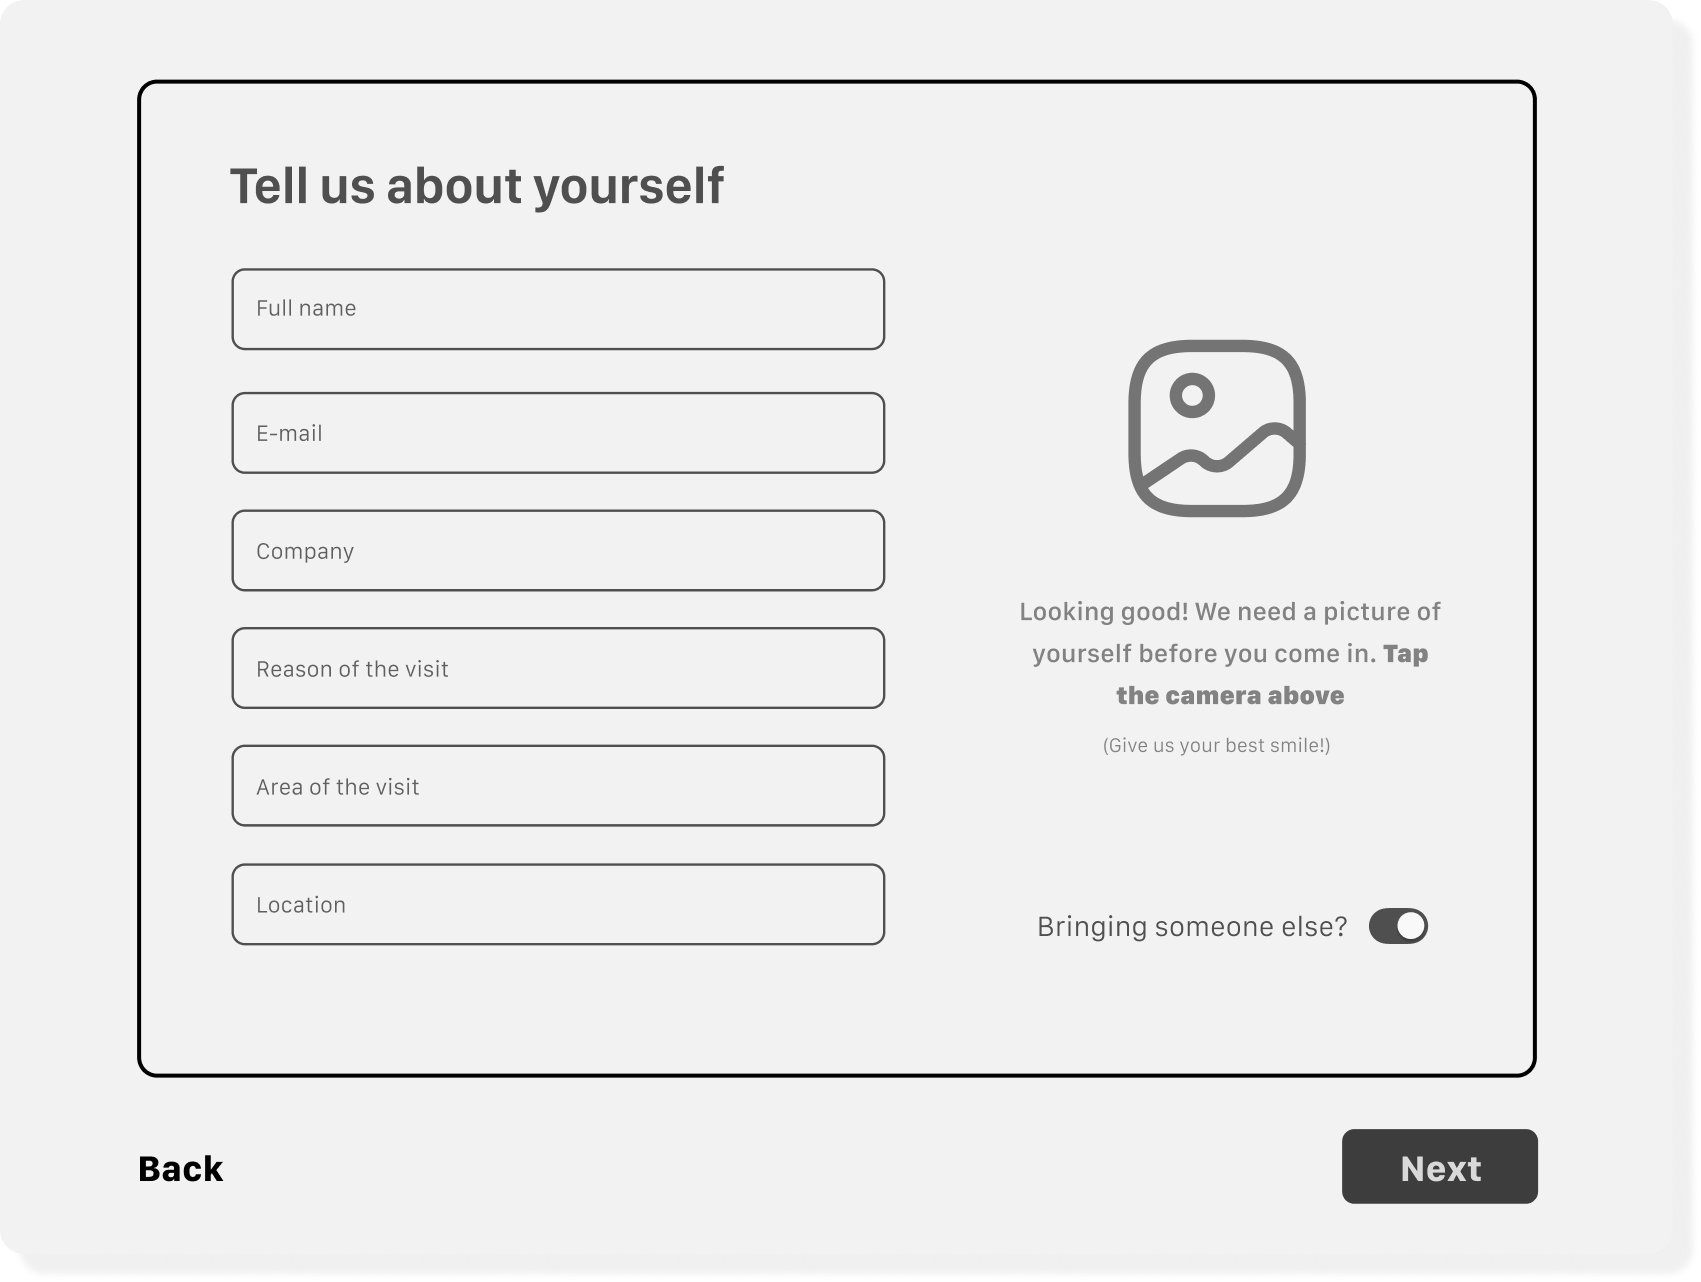 Tell us about yourself
Full name
E-mail
Company
Reason of the visit
Area of the visit
Location
Looking good! We need a picture of
yourself before you come in. Tap
the camera above
(Give us your best smile!)
Bringing someone else?
Back
Next